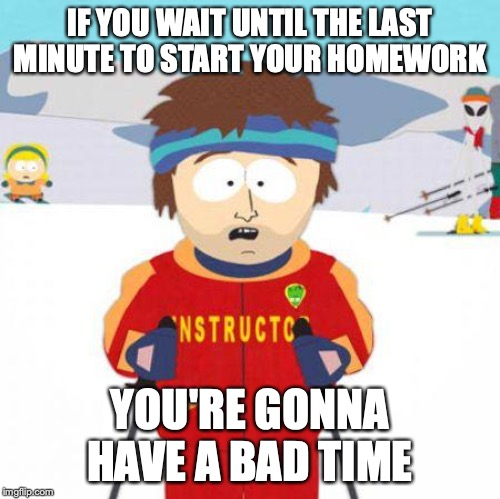 IF YOU WAIT UNTIL THE LAST
MINUTE TO START YOUR HOMEWORK
INSTRUCTO
YOU'RE GONNA
HAVE A BAD TIME
imgflip.com